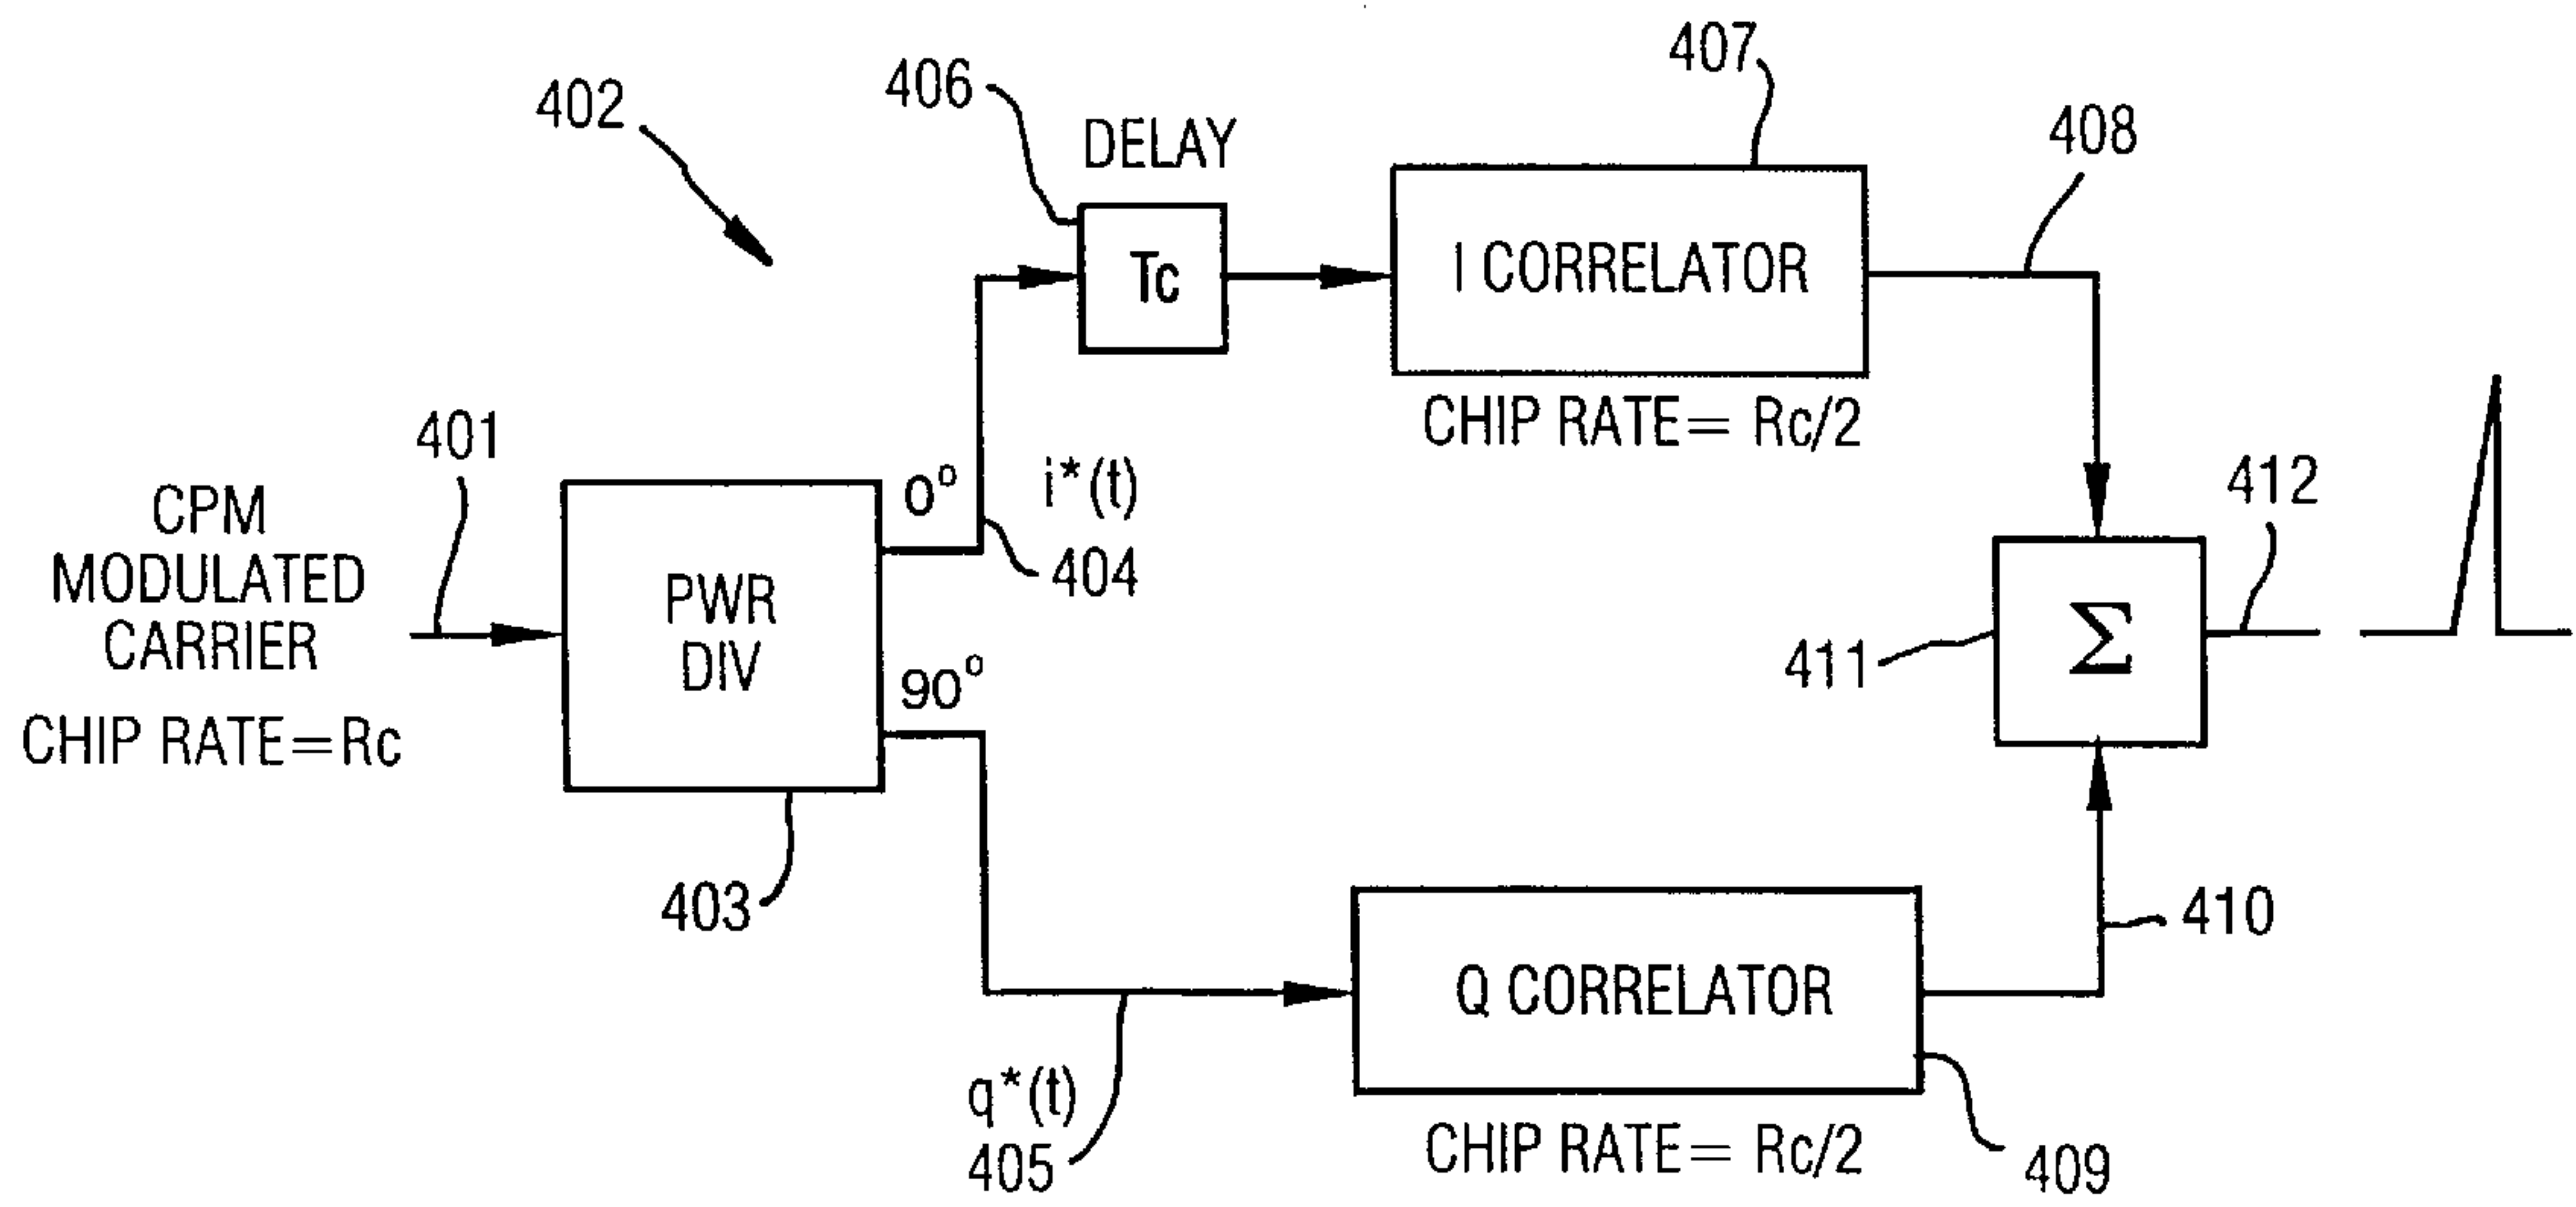 402
406
DELAY
Tc
407
I CORRELATOR
CHIP RATE= Rc/2
408
401
CPM
MODULATED
CARRIER
CHIP RATE=Rc
PWR
DIV
403
0°
i*(t)
404
90°
q*(t)
405
Q CORRELATOR
CHIP RATE= Rc/2
409
410
411
Σ
412